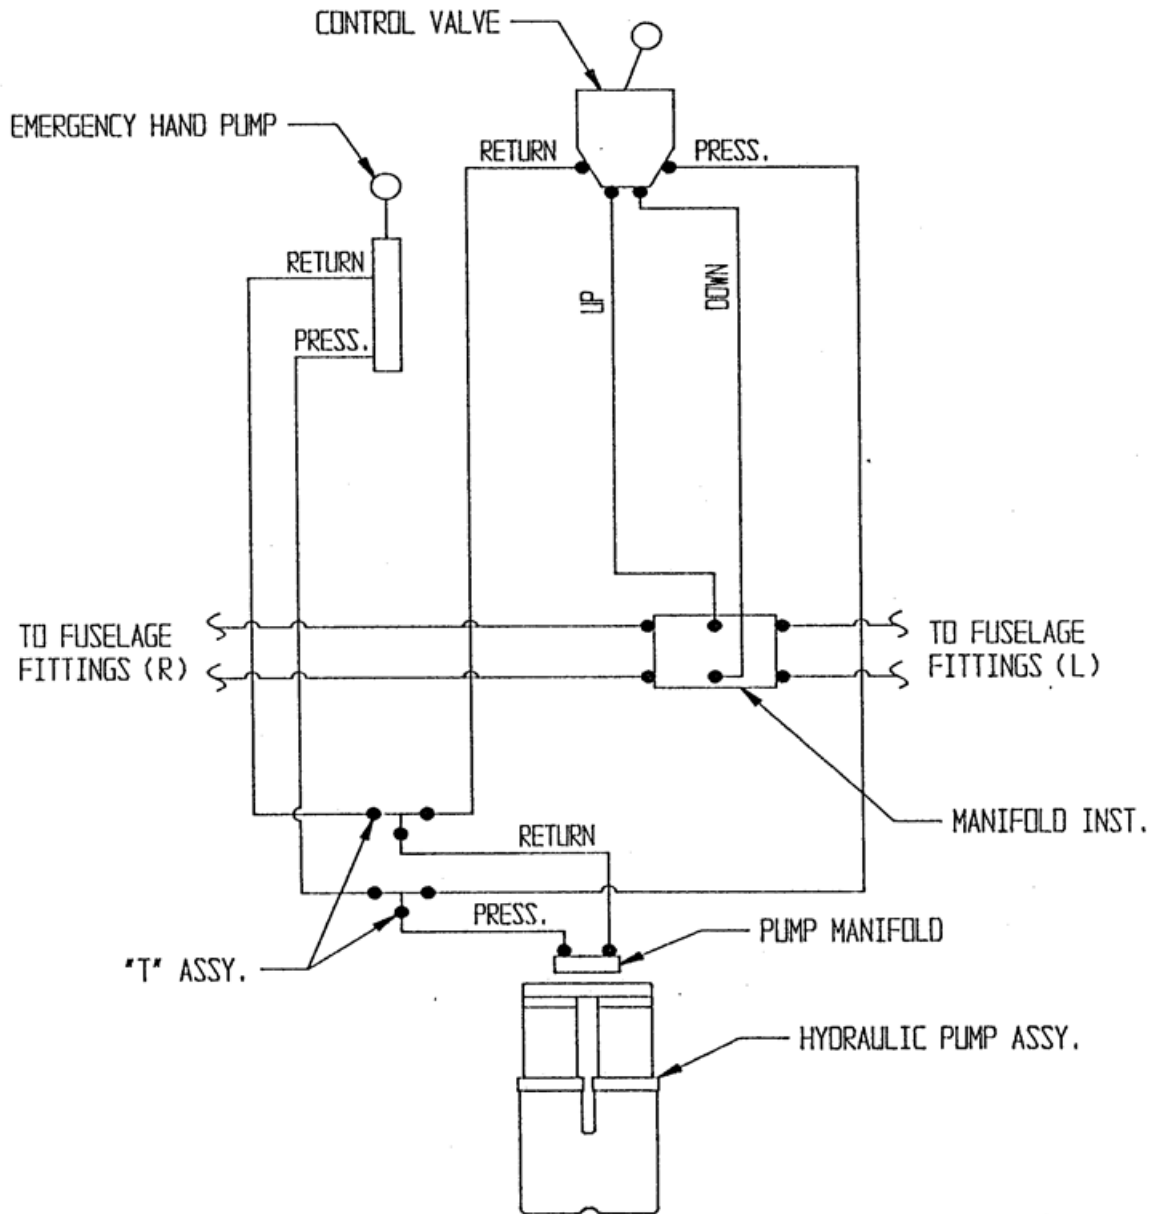 CONTROL VALVE
EMERGENCY HAND PUMP
RETURN
PRESS.
RETURN
PRESS.
UP
DOWN
TO FUSELAGE
FITTINGS (R)
TO FUSELAGE
FITTINGS (L)
MANIFOLD INST.
RETURN
PRESS.
PUMP MANIFOLD
"T" ASSY.
HYDRAULIC PUMP ASSY.